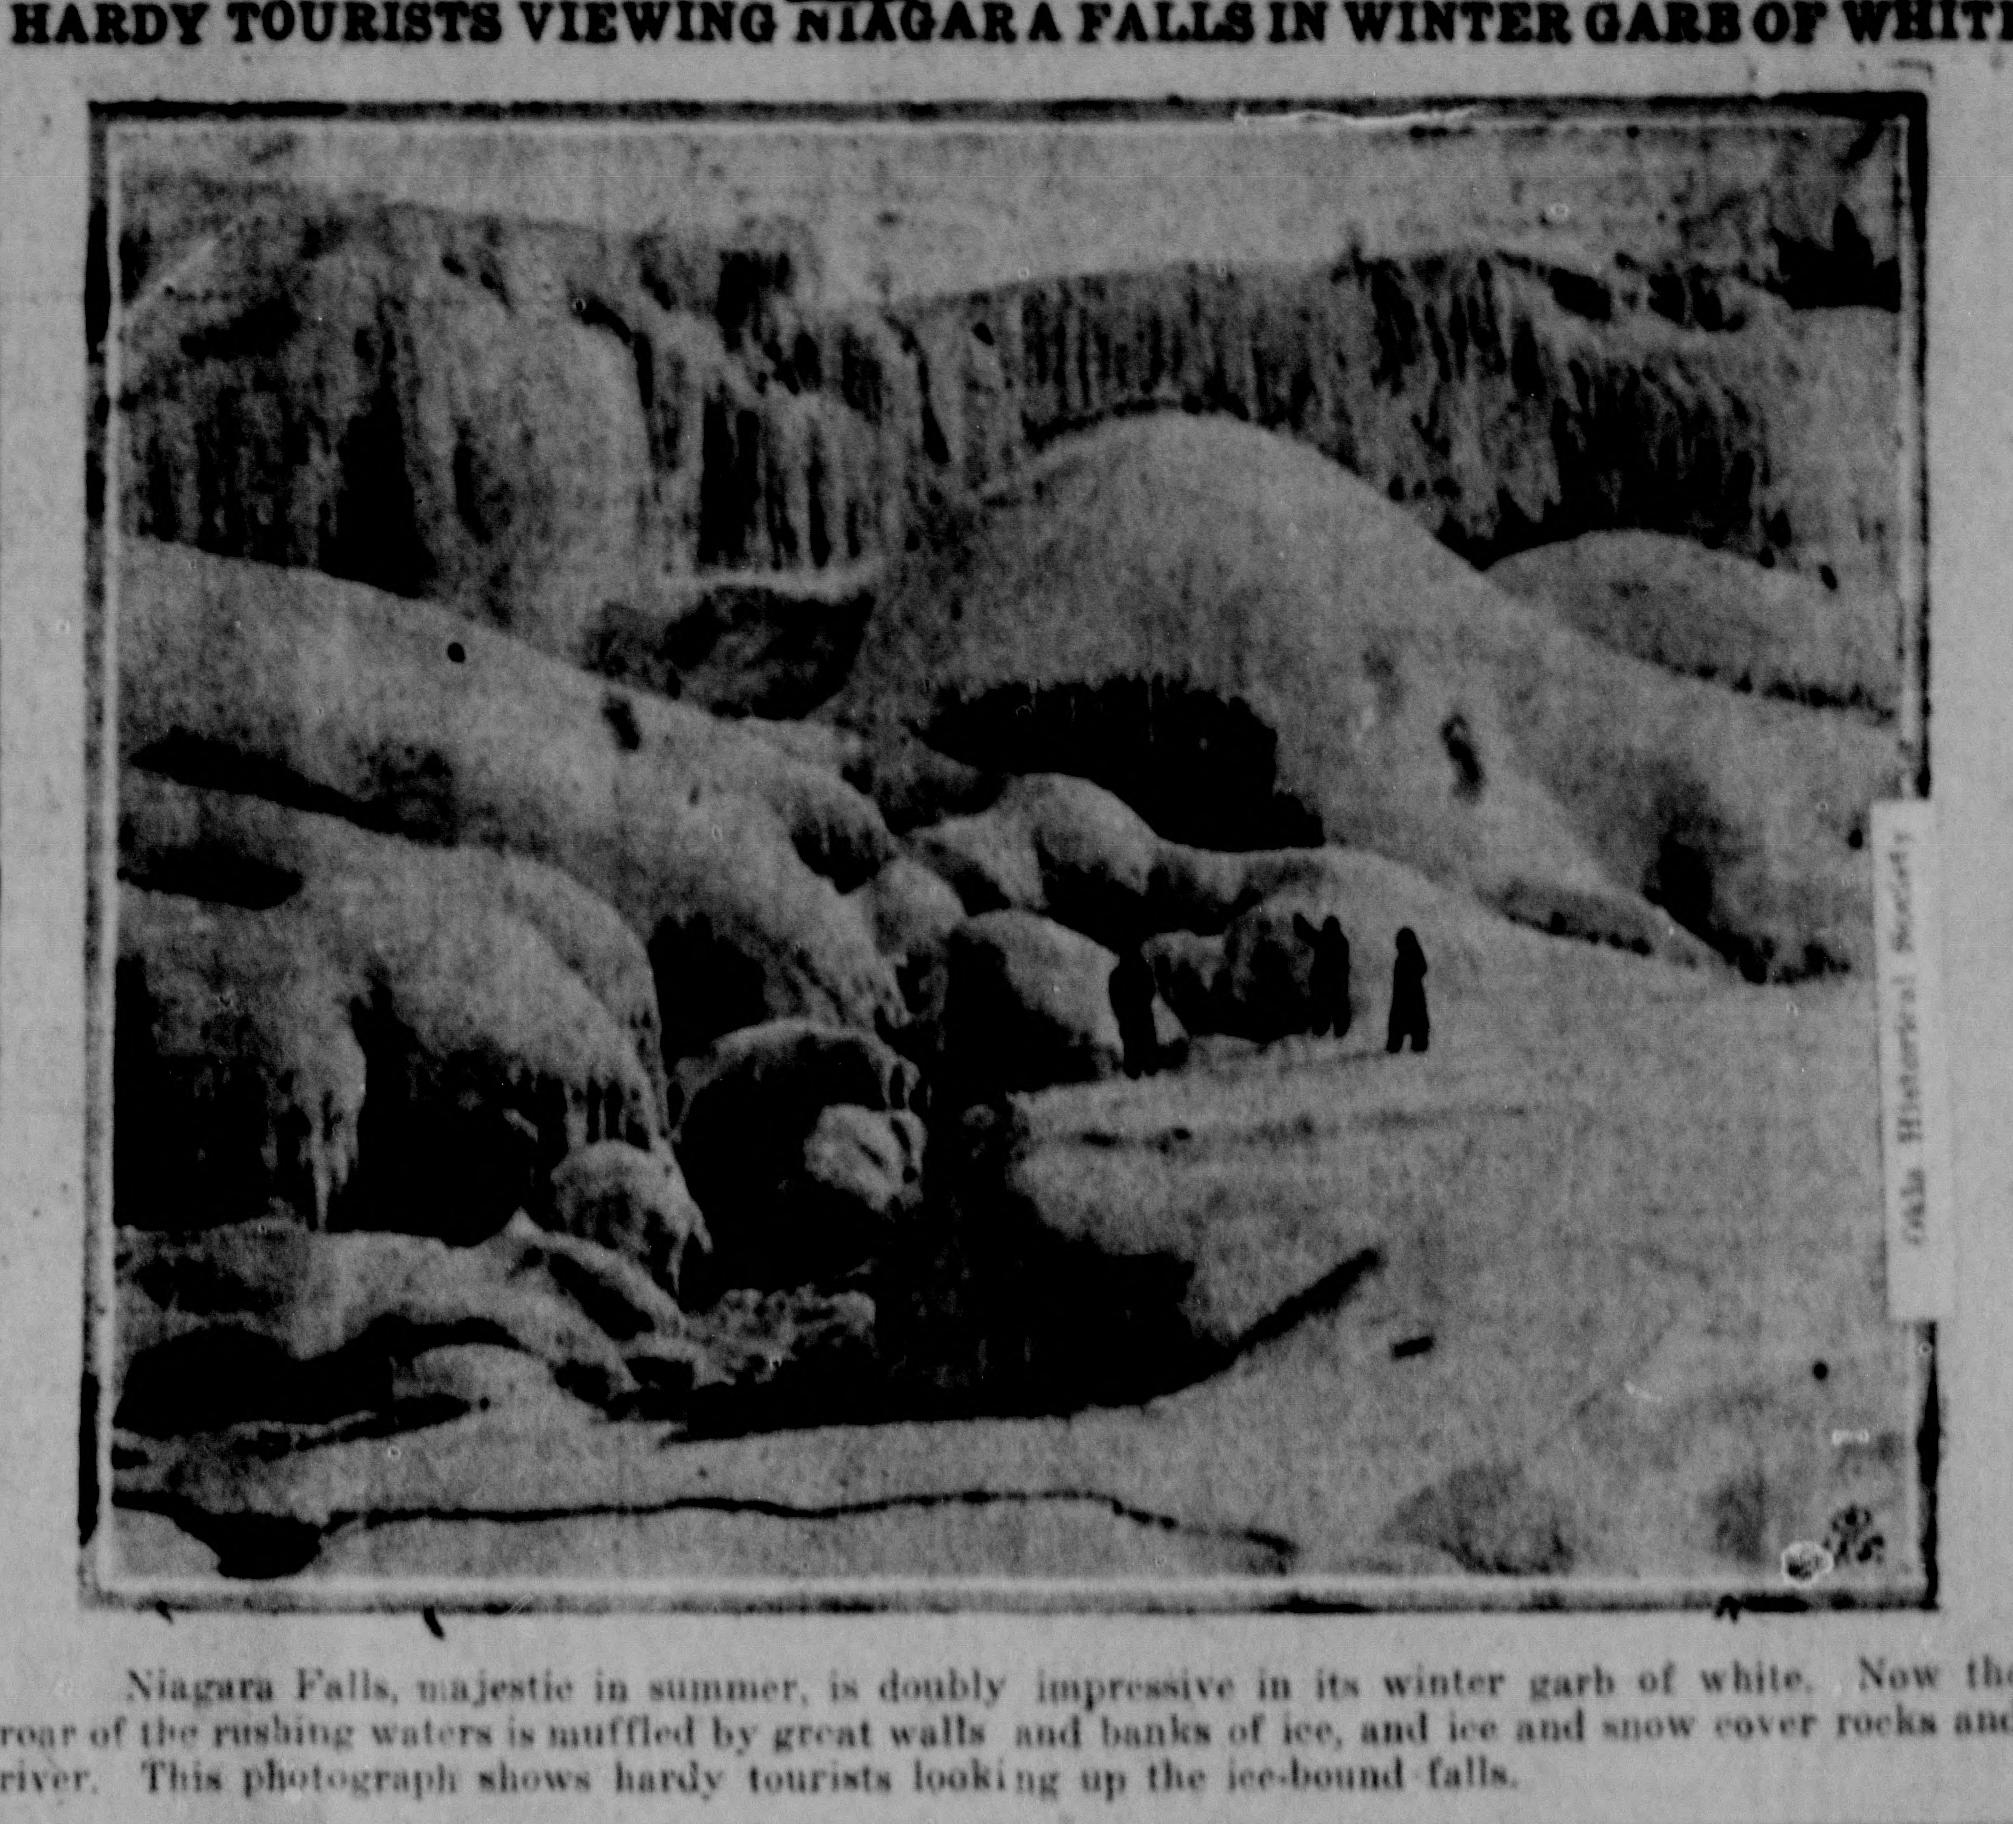 HARDY TOURISTS VIEWING NIAGARA FALLS IN WINTER GARB OF WHITE
Okla Historical Society
Niagara Falls, majestic in summer, is doubly impressive in its winter garb of white. Now the
roar of the rushing waters is muffled by great walls and banks of ice, and ice and snow cover rocks and
river. This photograph shows hardy tourists looking up the ice-bound falls.